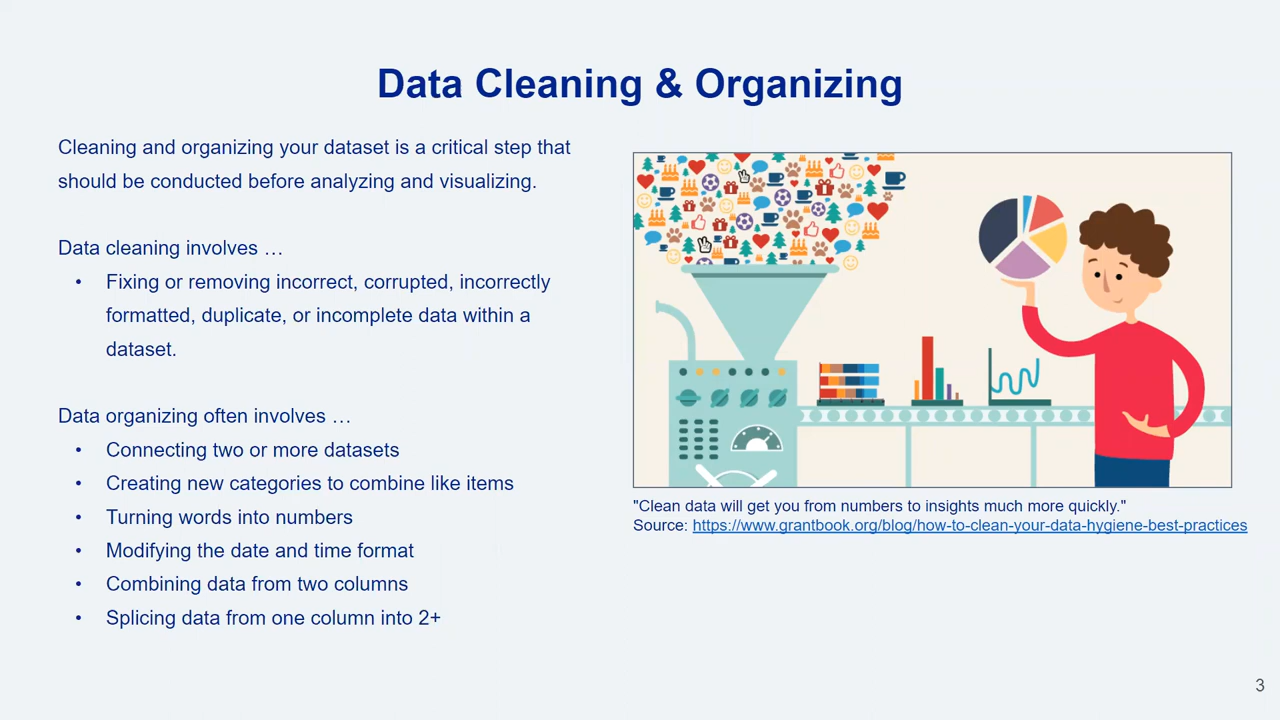 Data Cleaning & Organizing
Cleaning and organizing your dataset is a critical step that
should be conducted before analyzing and visualizing.
Data cleaning involves …
• Fixing or removing incorrect, corrupted, incorrectly
formatted, duplicate, or incomplete data within a
dataset.
Data organizing often involves …
• Connecting two or more datasets
• Creating new categories to combine like items
• Turning words into numbers
• Modifying the date and time format
• Combining data from two columns
• Splicing data from one column into 2+
"Clean data will get you from numbers to insights much more quickly."
Source: https://www.grantbook.org/blog/how-to-clean-your-data-hygiene-best-practices
3